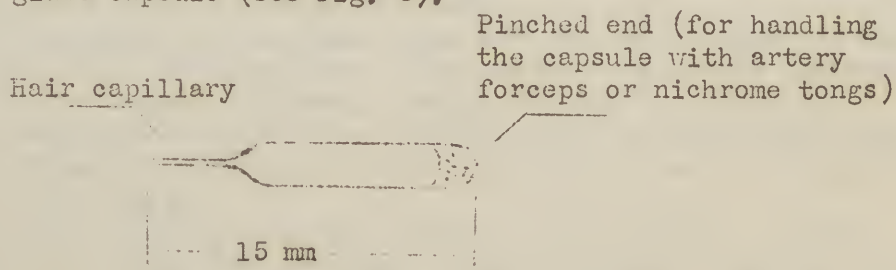 Pinched end (for handling
the capsule with artery
forceps or nichrome tongs)
Hair capillary
15 mm